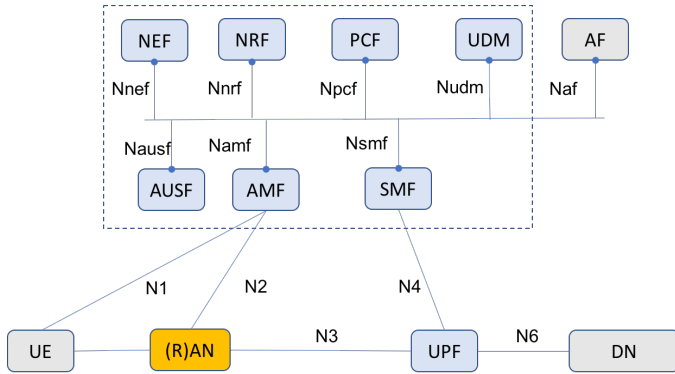 NEF NRF PCF UDM AF
Nnef Nnrf Npcf Nudm Naf
Nausf Namf Nsmf
AUSF AMF SMF
N1 N2 N4
N3 N6
UE (R)AN UPF DN